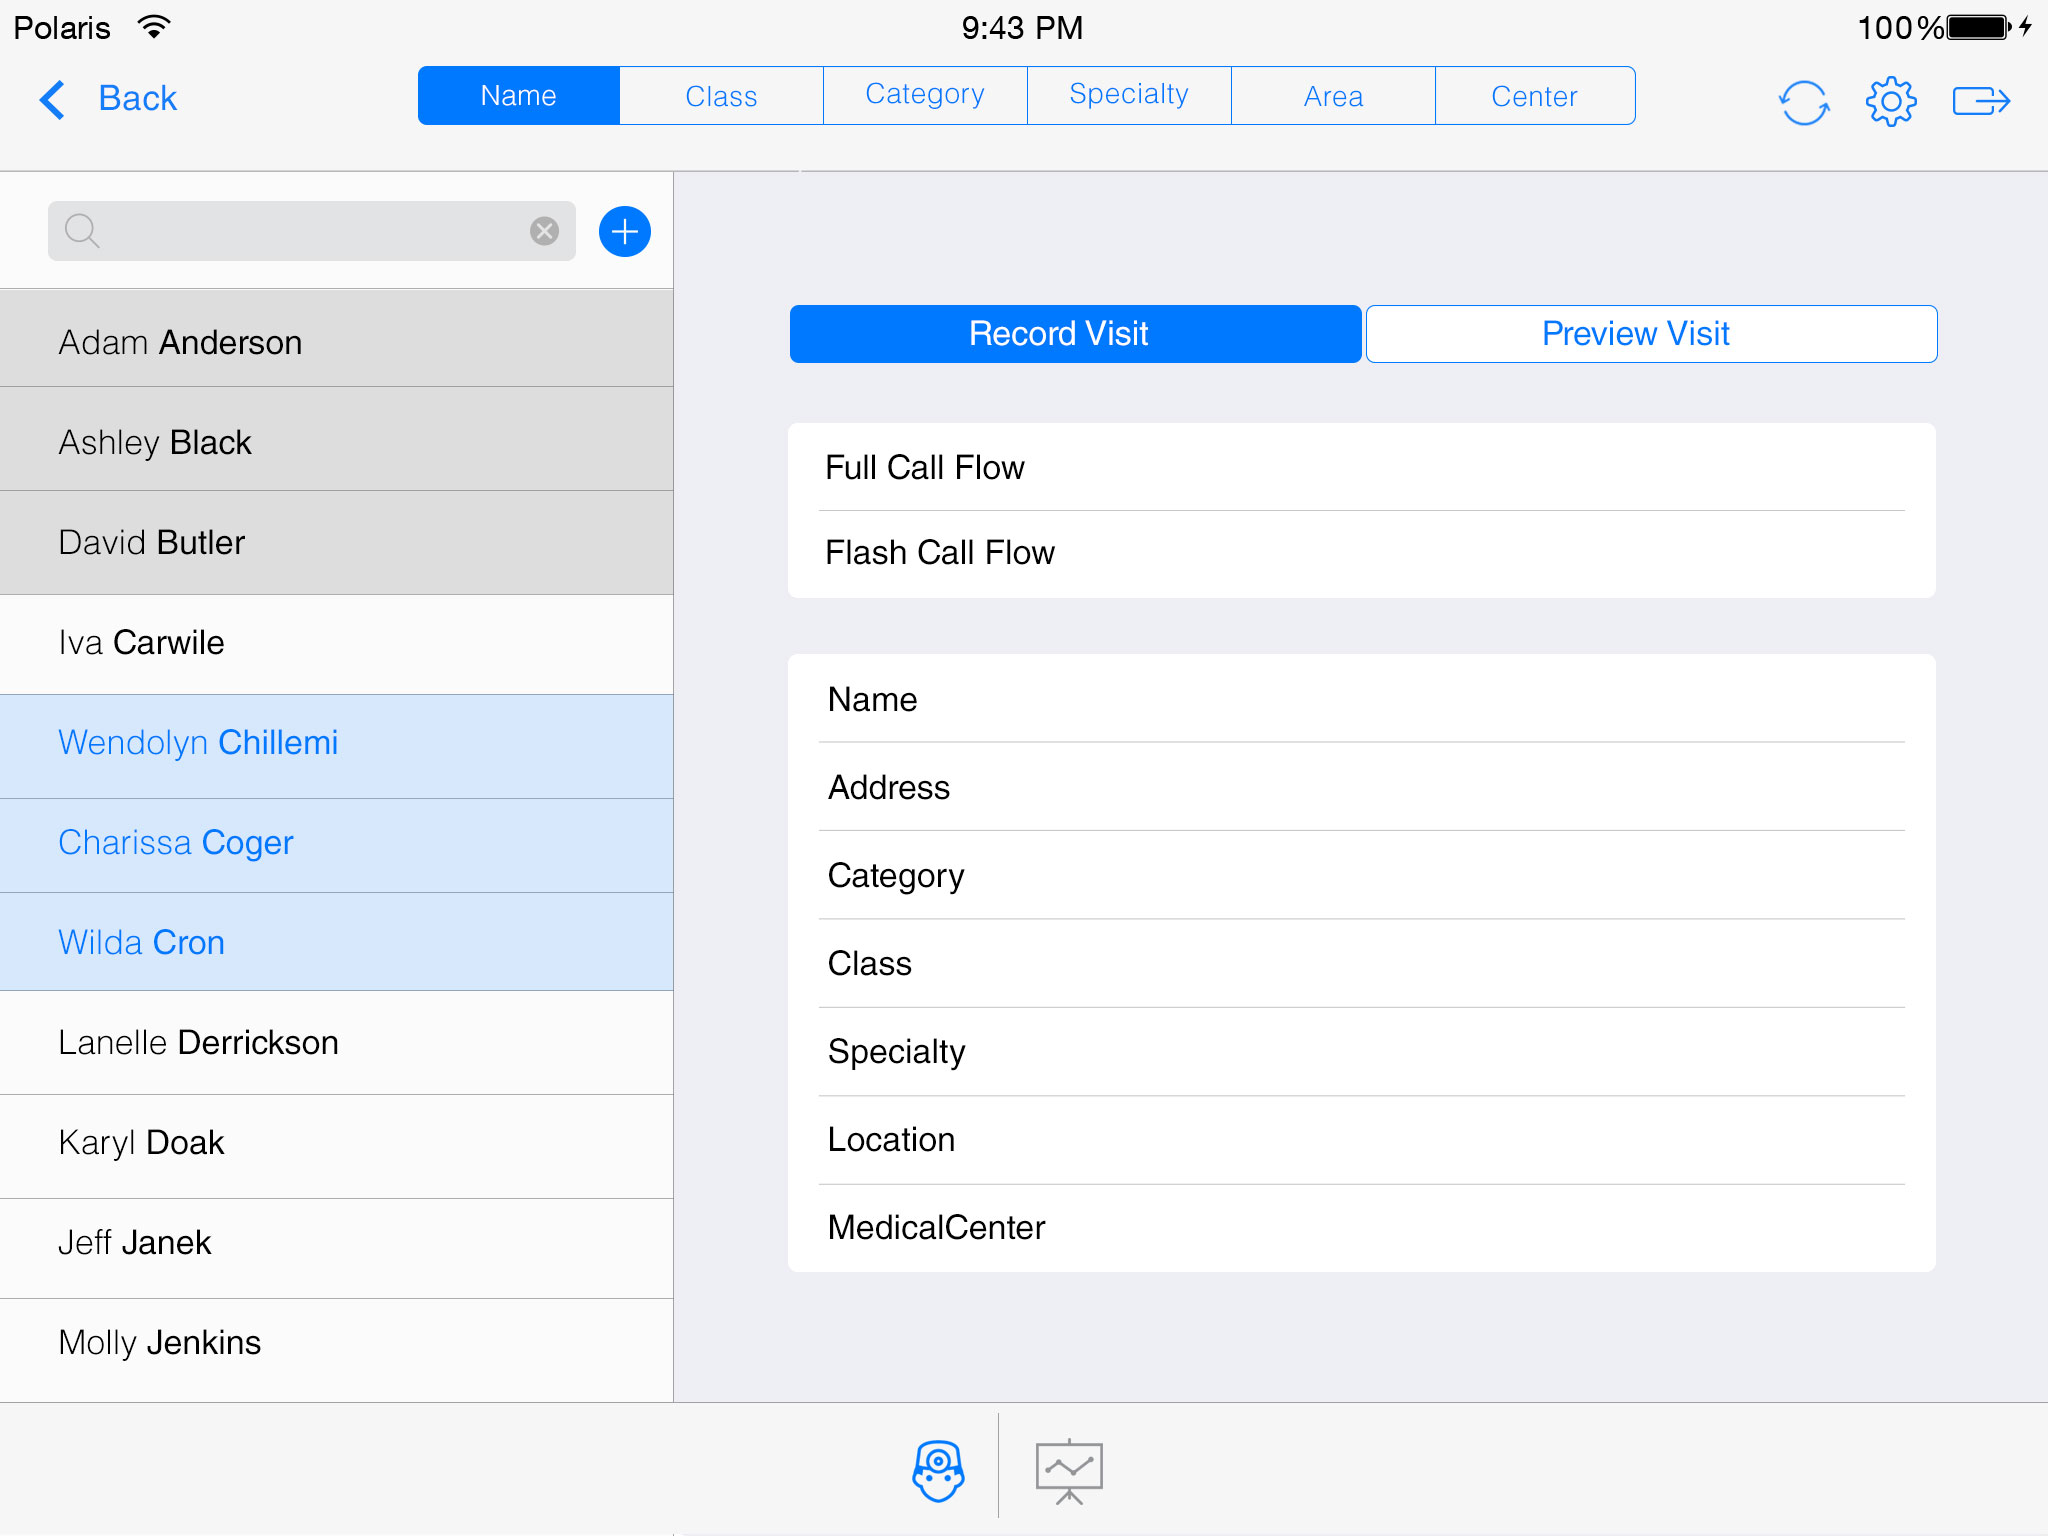 Polaris 9:43 PM 100%
Back Name Class Category Specialty Area Center
Adam Anderson
Ashley Black
David Butler
Iva Carwile
Wendolyn Chillemi
Charissa Coger
Wilda Cron
Lanelle Derrickson
Karyl Doak
Jeff Janek
Molly Jenkins
Record Visit Preview Visit
Full Call Flow
Flash Call Flow
Name
Address
Category
Class
Specialty
Location
MedicalCenter